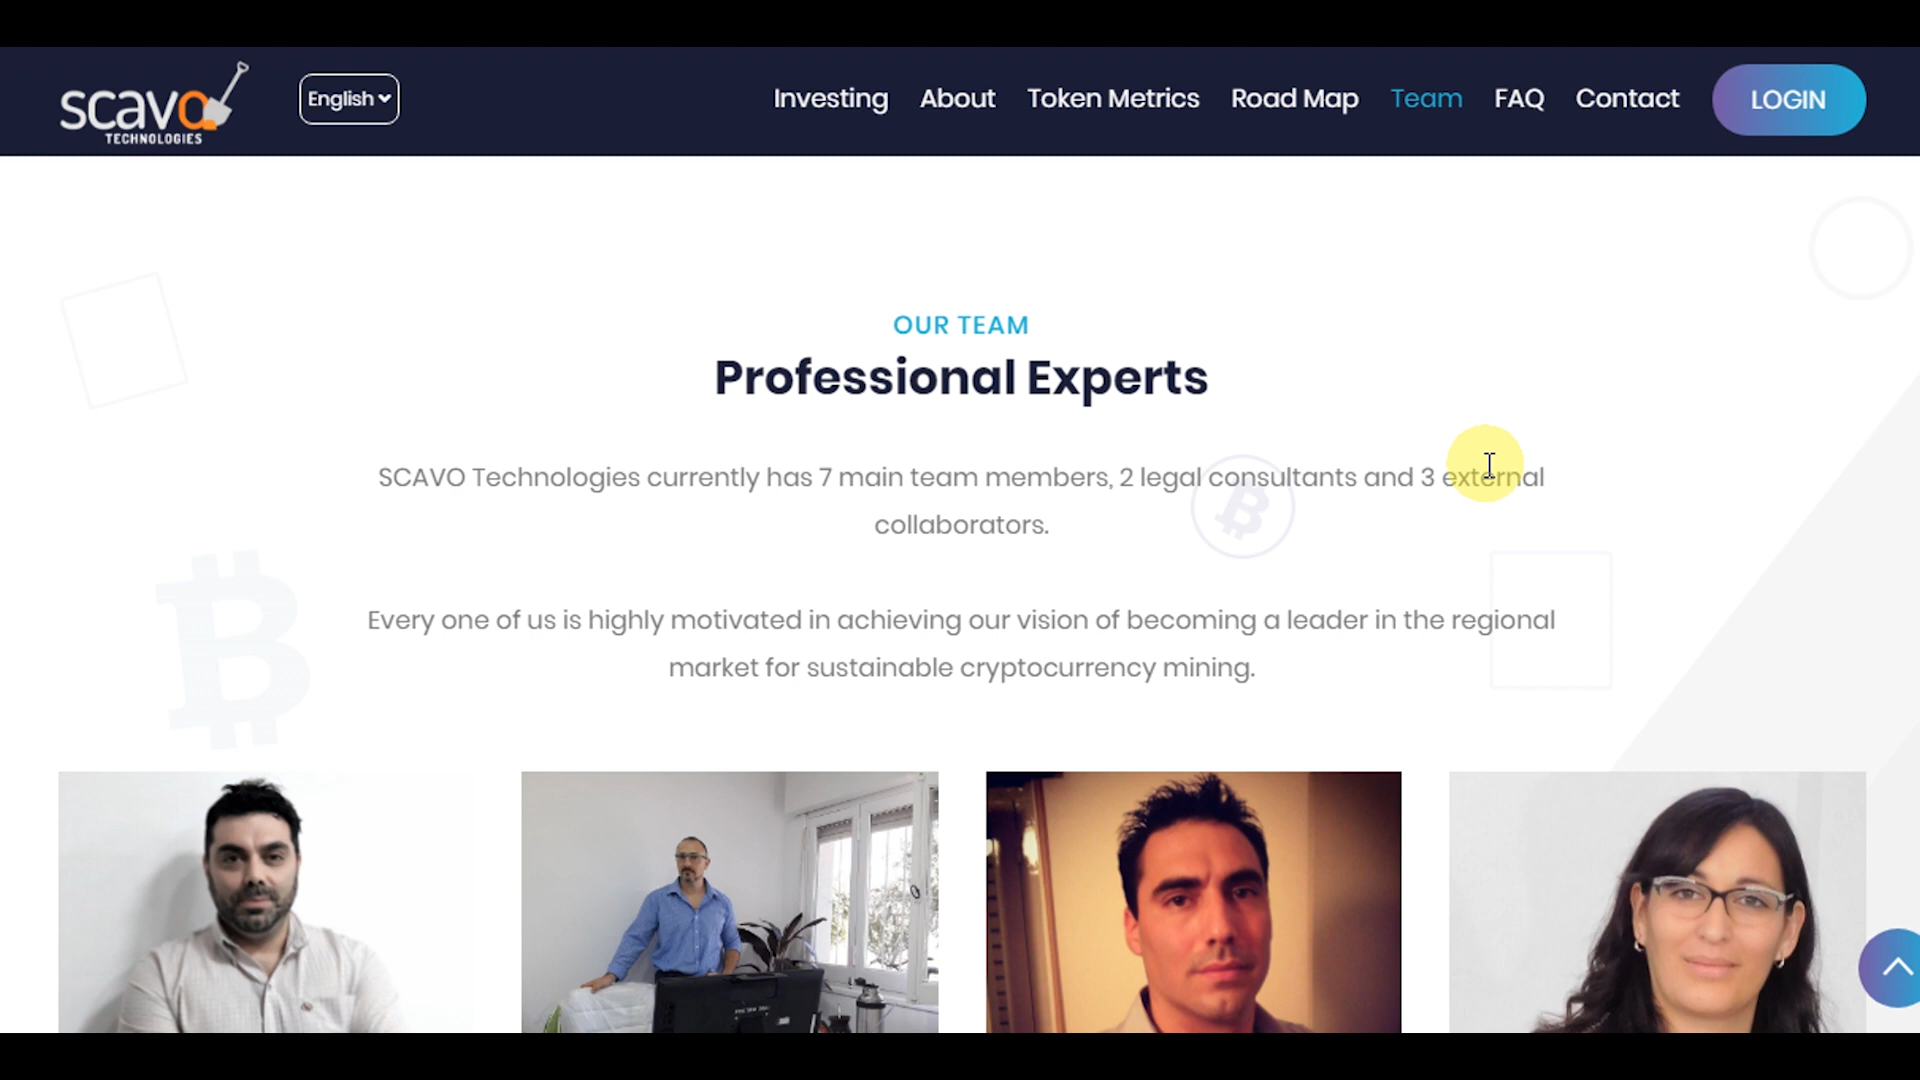 scavo
TECHNOLOGIES
English
Investing
About
Token Metrics
Road Map
Team
FAQ
Contact
LOGIN
OUR TEAM
Professional Experts
SCAVO Technologies currently has 7 main team members, 2 legal consultants and 3 external
collaborators.
Every one of us is highly motivated in achieving our vision of becoming a leader in the regional
market for sustainable cryptocurrency mining.